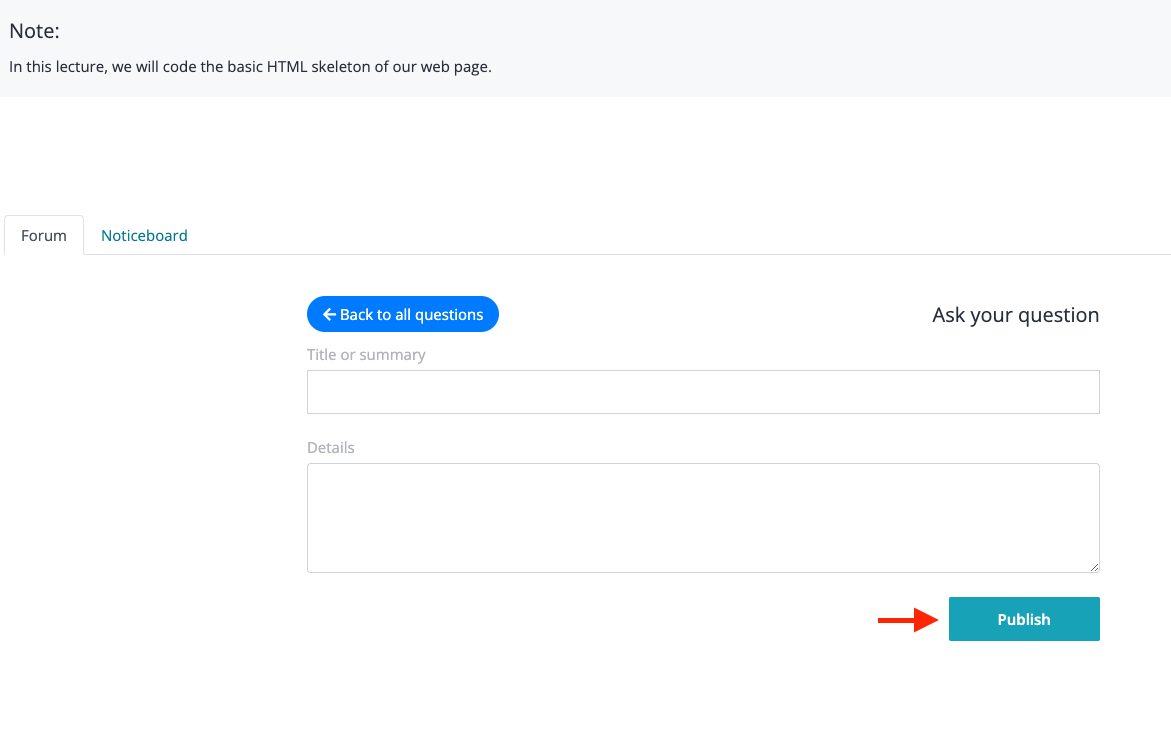 Note:
In this lecture, we will code the basic HTML skeleton of our web page.
Forum Noticeboard
Back to all questions Ask your question
Title or summary
Details
Publish